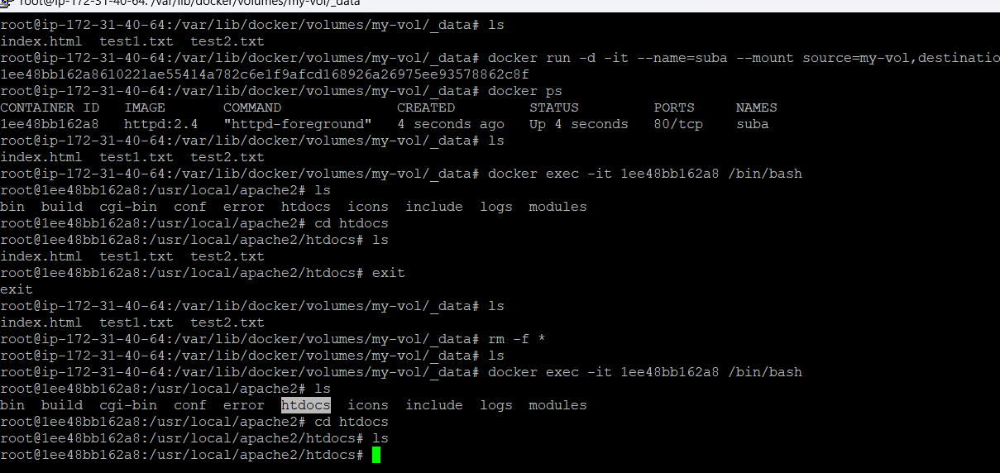 root@ip-172-31-40-64: /var/lib/docker/volumes/my-vol/_data
root@ip-172-31-40-64:/var/lib/docker/volumes/my-vol/_data# ls
index.html  test1.txt  test2.txt
root@ip-172-31-40-64:/var/lib/docker/volumes/my-vol/_data# docker run -d -it --name=suba --mount source=my-vol,destinatio
1ee48bb162a8610221ae55414a782c6e1f9afcd168926a26975ee93578862c8f
root@ip-172-31-40-64:/var/lib/docker/volumes/my-vol/_data# docker ps
CONTAINER ID   IMAGE       COMMAND              CREATED         STATUS         PORTS     NAMES
1ee48bb162a8   httpd:2.4   "httpd-foreground"   4 seconds ago   Up 4 seconds   80/tcp    suba
root@ip-172-31-40-64:/var/lib/docker/volumes/my-vol/_data# ls
index.html  test1.txt  test2.txt
root@ip-172-31-40-64:/var/lib/docker/volumes/my-vol/_data# docker exec -it 1ee48bb162a8 /bin/bash
root@1ee48bb162a8:/usr/local/apache2# ls
bin  build  cgi-bin  conf  error  htdocs  icons  include  logs  modules
root@1ee48bb162a8:/usr/local/apache2# cd htdocs
root@1ee48bb162a8:/usr/local/apache2/htdocs# ls
index.html  test1.txt  test2.txt
root@1ee48bb162a8:/usr/local/apache2/htdocs# exit
exit
root@ip-172-31-40-64:/var/lib/docker/volumes/my-vol/_data# ls
index.html  test1.txt  test2.txt
root@ip-172-31-40-64:/var/lib/docker/volumes/my-vol/_data# rm -f *
root@ip-172-31-40-64:/var/lib/docker/volumes/my-vol/_data# ls
root@ip-172-31-40-64:/var/lib/docker/volumes/my-vol/_data# docker exec -it 1ee48bb162a8 /bin/bash
root@1ee48bb162a8:/usr/local/apache2# ls
bin  build  cgi-bin  conf  error  htdocs  icons  include  logs  modules
root@1ee48bb162a8:/usr/local/apache2# cd htdocs
root@1ee48bb162a8:/usr/local/apache2/htdocs# ls
root@1ee48bb162a8:/usr/local/apache2/htdocs#